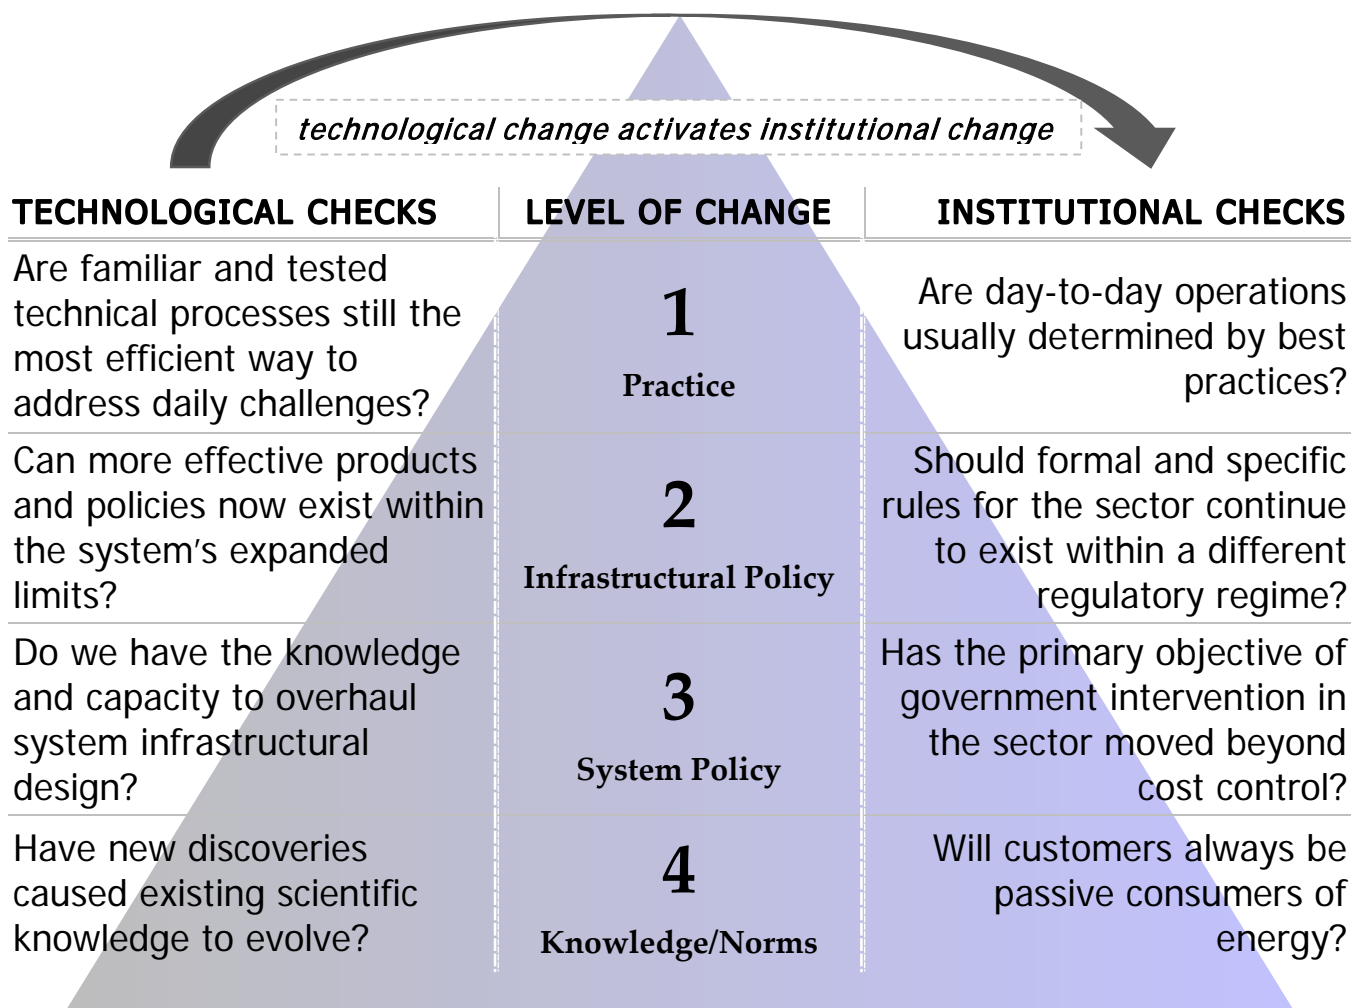 technological change activates institutional change
TECHNOLOGICAL CHECKS
LEVEL OF CHANGE
INSTITUTIONAL CHECKS
Are familiar and tested
technical processes still the
most efficient way to
address daily challenges?
1
Practice
Are day-to-day operations
usually determined by best
practices?
Can more effective products
and policies now exist within
the system's expanded
limits?
2
Infrastructural Policy
Should formal and specific
rules for the sector continue
to exist within a different
regulatory regime?
Do we have the knowledge
and capacity to overhaul
system infrastructural
design?
3
System Policy
Has the primary objective of
government intervention in
the sector moved beyond
cost control?
Have new discoveries
caused existing scientific
knowledge to evolve?
4
Knowledge/Norms
Will customers always be
passive consumers of
energy?